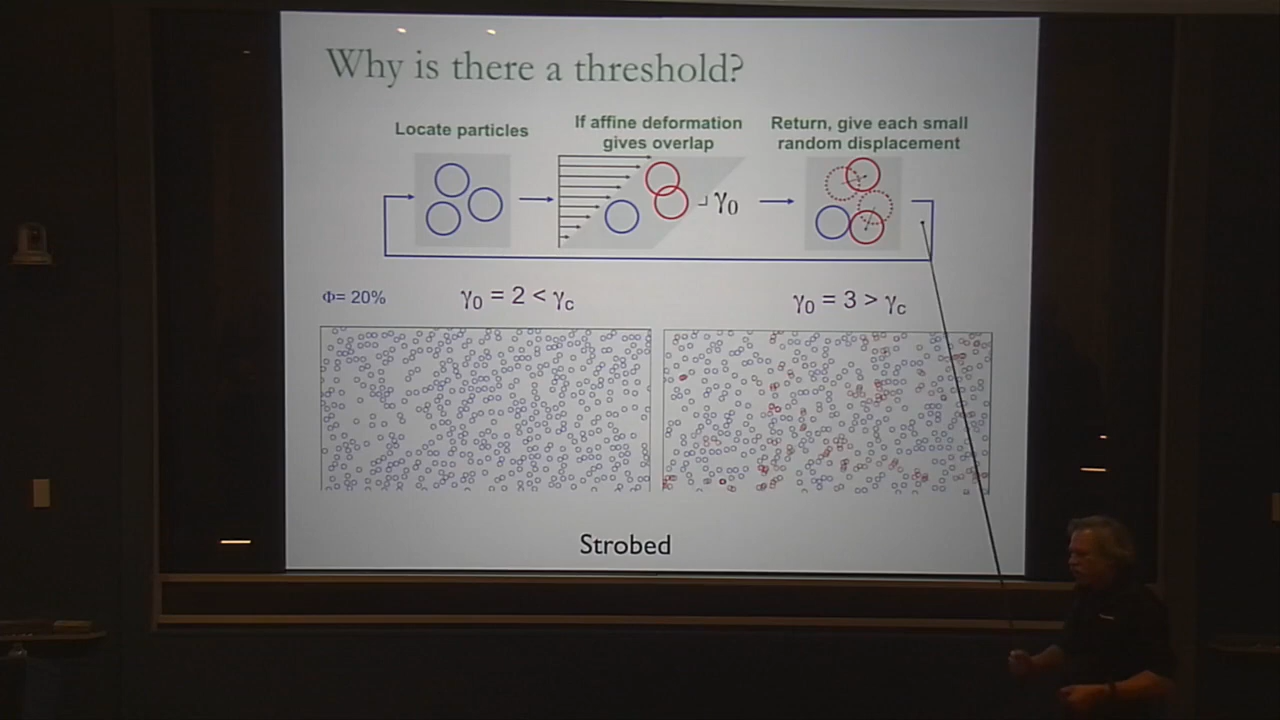 Why is there a threshold?
Locate particles
If affine deformation
gives overlap
Return, give each small
random displacement
γ₀
Φ= 20%
γ₀ = 2 < γc
γ₀ = 3 > γc
Strobed